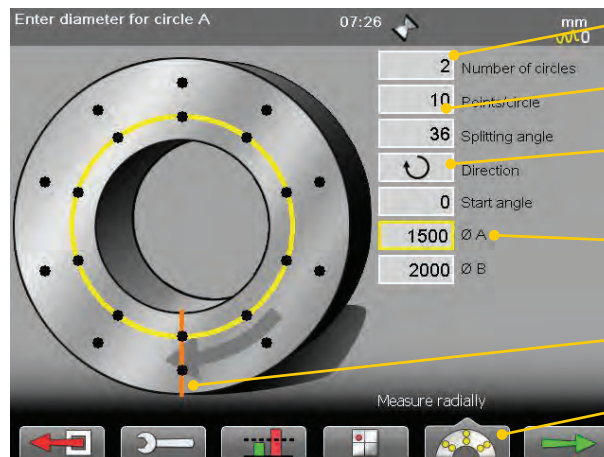 Enter diameter for circle A
07:26
mm
0
2 Number of circles
10 Points/circle
36 Splitting angle
Direction
0 Start angle
1500 Ø A
2000 Ø B
Measure radially